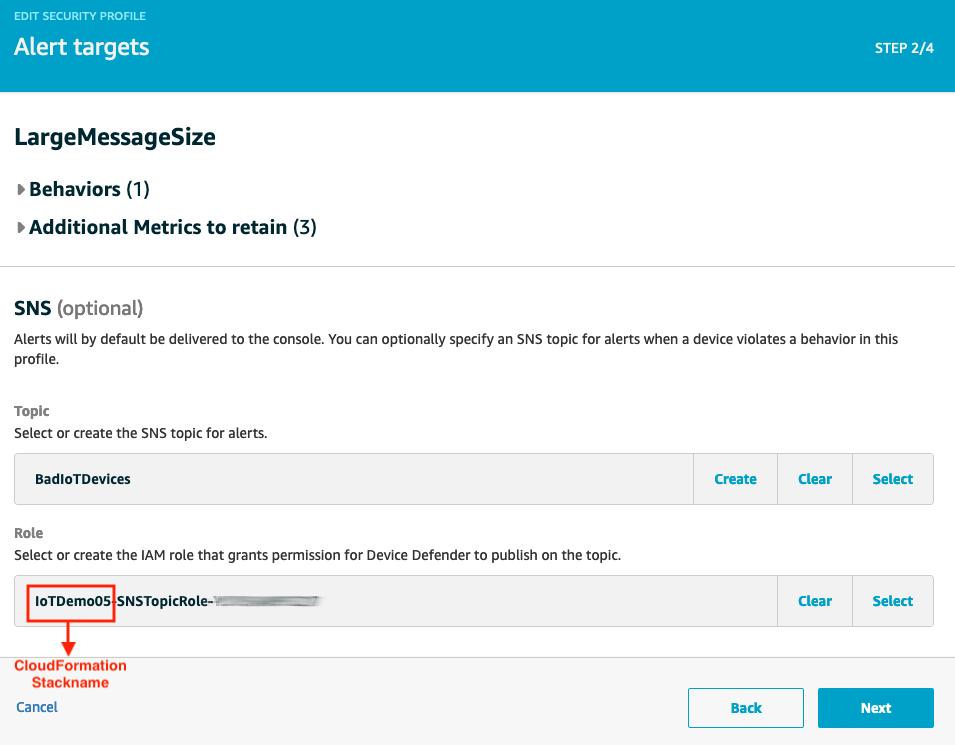 EDIT SECURITY PROFILE
Alert targets
STEP 2/4
LargeMessageSize
Behaviors (1)
Additional Metrics to retain (3)
SNS (optional)
Alerts will by default be delivered to the console. You can optionally specify an SNS topic for alerts when a device violates a behavior in this
profile.
Topic
Select or create the SNS topic for alerts.
BadIoTDevices
Create
Clear
Select
Role
Select or create the IAM role that grants permission for Device Defender to publish on the topic.
IoTDemo05-SNSTopicRole-
Clear
Select
CloudFormation
Stackname
Cancel
Back
Next